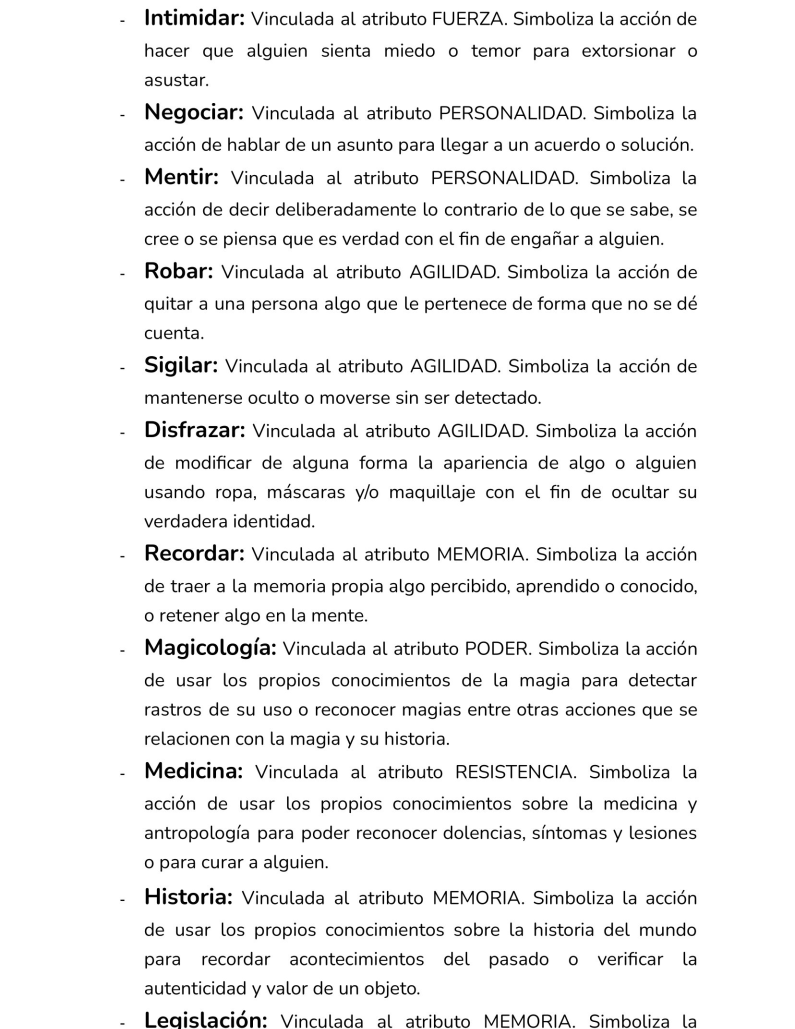 - Intimidar: Vinculada al atributo FUERZA. Simboliza la acción de
hacer que alguien sienta miedo o temor para extorsionar o
asustar.
- Negociar: Vinculada al atributo PERSONALIDAD. Simboliza la
acción de hablar de un asunto para llegar a un acuerdo o solución.
- Mentir: Vinculada al atributo PERSONALIDAD. Simboliza la
acción de decir deliberadamente lo contrario de lo que se sabe, se
cree o se piensa que es verdad con el fin de engañar a alguien.
- Robar: Vinculada al atributo AGILIDAD. Simboliza la acción de
quitar a una persona algo que le pertenece de forma que no se dé
cuenta.
- Sigilar: Vinculada al atributo AGILIDAD. Simboliza la acción de
mantenerse oculto o moverse sin ser detectado.
- Disfrazar: Vinculada al atributo AGILIDAD. Simboliza la acción
de modificar de alguna forma la apariencia de algo o alguien
usando ropa, máscaras y/o maquillaje con el fin de ocultar su
verdadera identidad.
- Recordar: Vinculada al atributo MEMORIA. Simboliza la acción
de traer a la memoria propia algo percibido, aprendido o conocido,
o retener algo en la mente.
- Magicología: Vinculada al atributo PODER. Simboliza la acción
de usar los propios conocimientos de la magia para detectar
rastros de su uso o reconocer magias entre otras acciones que se
relacionen con la magia y su historia.
- Medicina: Vinculada al atributo RESISTENCIA. Simboliza la
acción de usar los propios conocimientos sobre la medicina y
antropología para poder reconocer dolencias, síntomas y lesiones
o para curar a alguien.
- Historia: Vinculada al atributo MEMORIA. Simboliza la acción
de usar los propios conocimientos sobre la historia del mundo
para recordar acontecimientos del pasado o verificar la
autenticidad y valor de un objeto.
- Legislación: Vinculada al atributo MEMORIA. Simboliza la